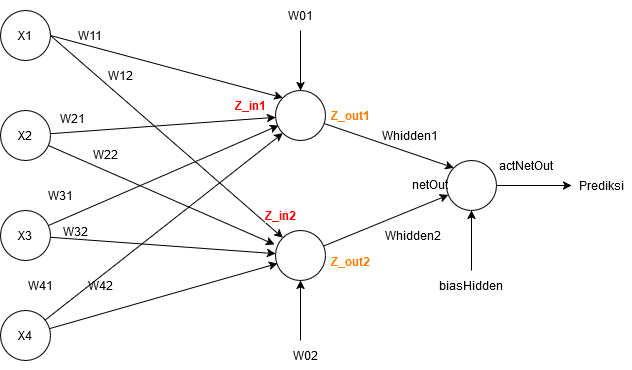 W01
X1
W11
W12
Z_in1
Z_out1
W21
X2
Whidden1
W22
actNetOut
netOut
Prediksi
W31
Z_in2
X3
W32
Whidden2
Z_out2
W41
W42
biasHidden
X4
W02